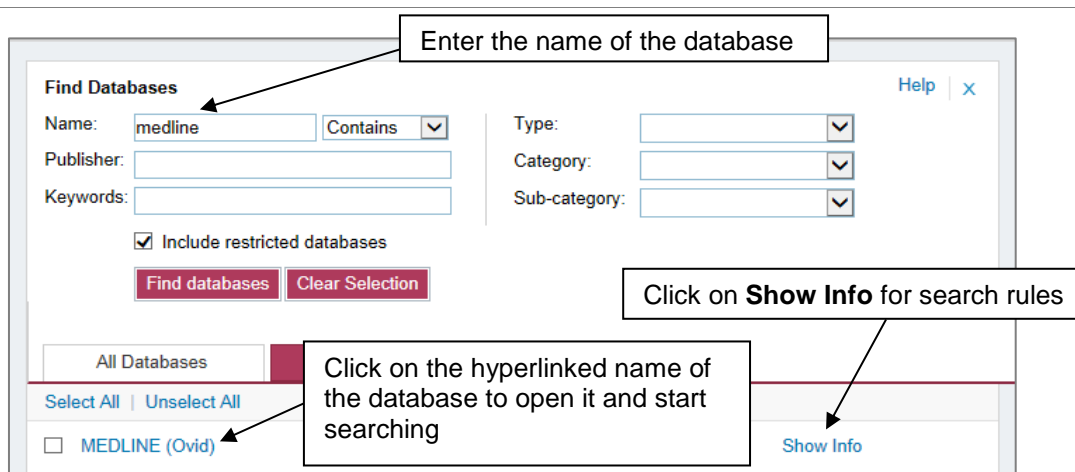 Enter the name of the database
Find Databases
Help
x
Name: medline Contains
Type:
Publisher:
Category:
Keywords:
Sub-category:
Include restricted databases
Find databases Clear Selection
Click on Show Info for search rules
All Databases
Click on the hyperlinked name of
the database to open it and start
searching
Select All | Unselect All
MEDLINE (Ovid)
Show Info